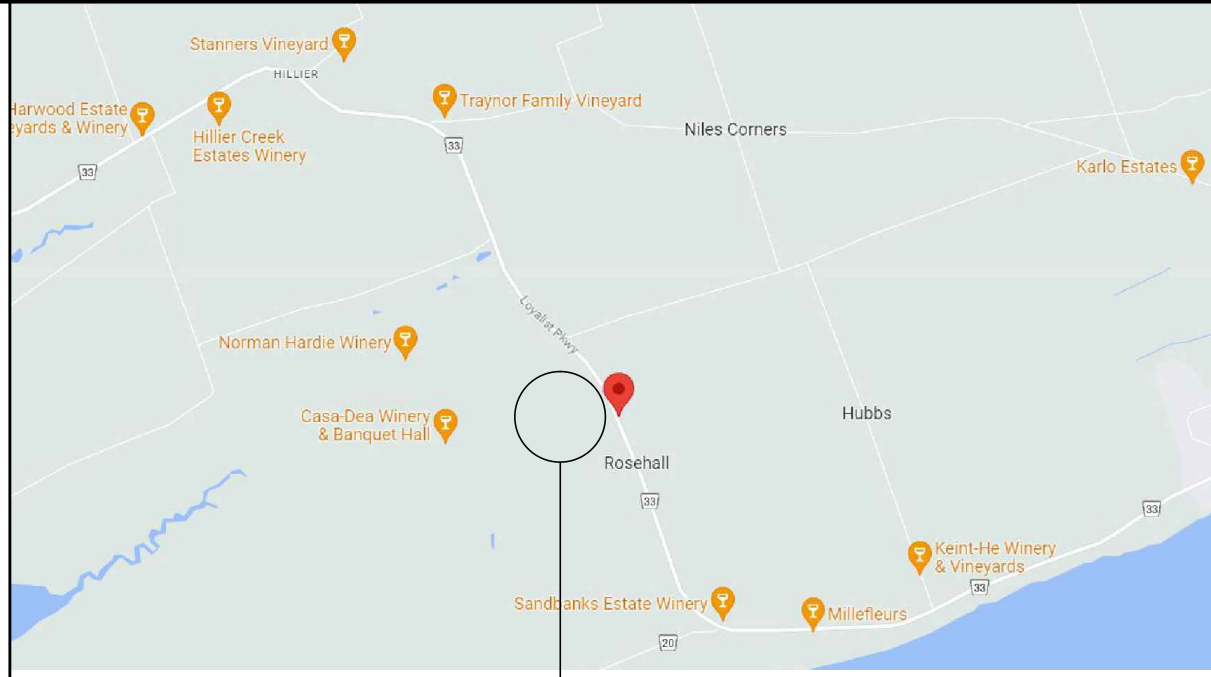 Stanners Vineyard
HILLIER
Harwood Estate
eyards & Winery
Hillier Creek
Estates Winery
Traynor Family Vineyard
Niles Corners
33
33
Karlo Estates
Loyalist Pkwy
Norman Hardie Winery
Casa-Dea Winery
& Banquet Hall
Hubbs
Rosehall
33
33
Keint-He Winery
& Vineyards
33
Sandbanks Estate Winery
Millefleurs
20